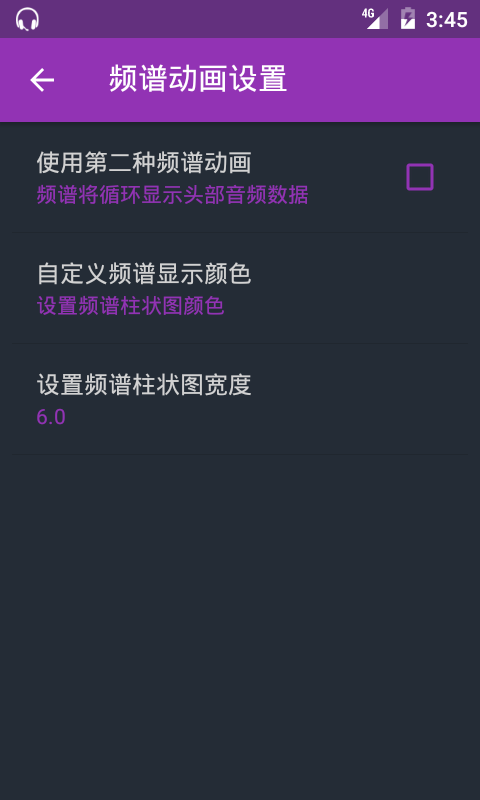 4G 3:45
频谱动画设置
使用第二种频谱动画
频谱将循环显示头部音频数据
自定义频谱显示颜色
设置频谱柱状图颜色
设置频谱柱状图宽度
6.0